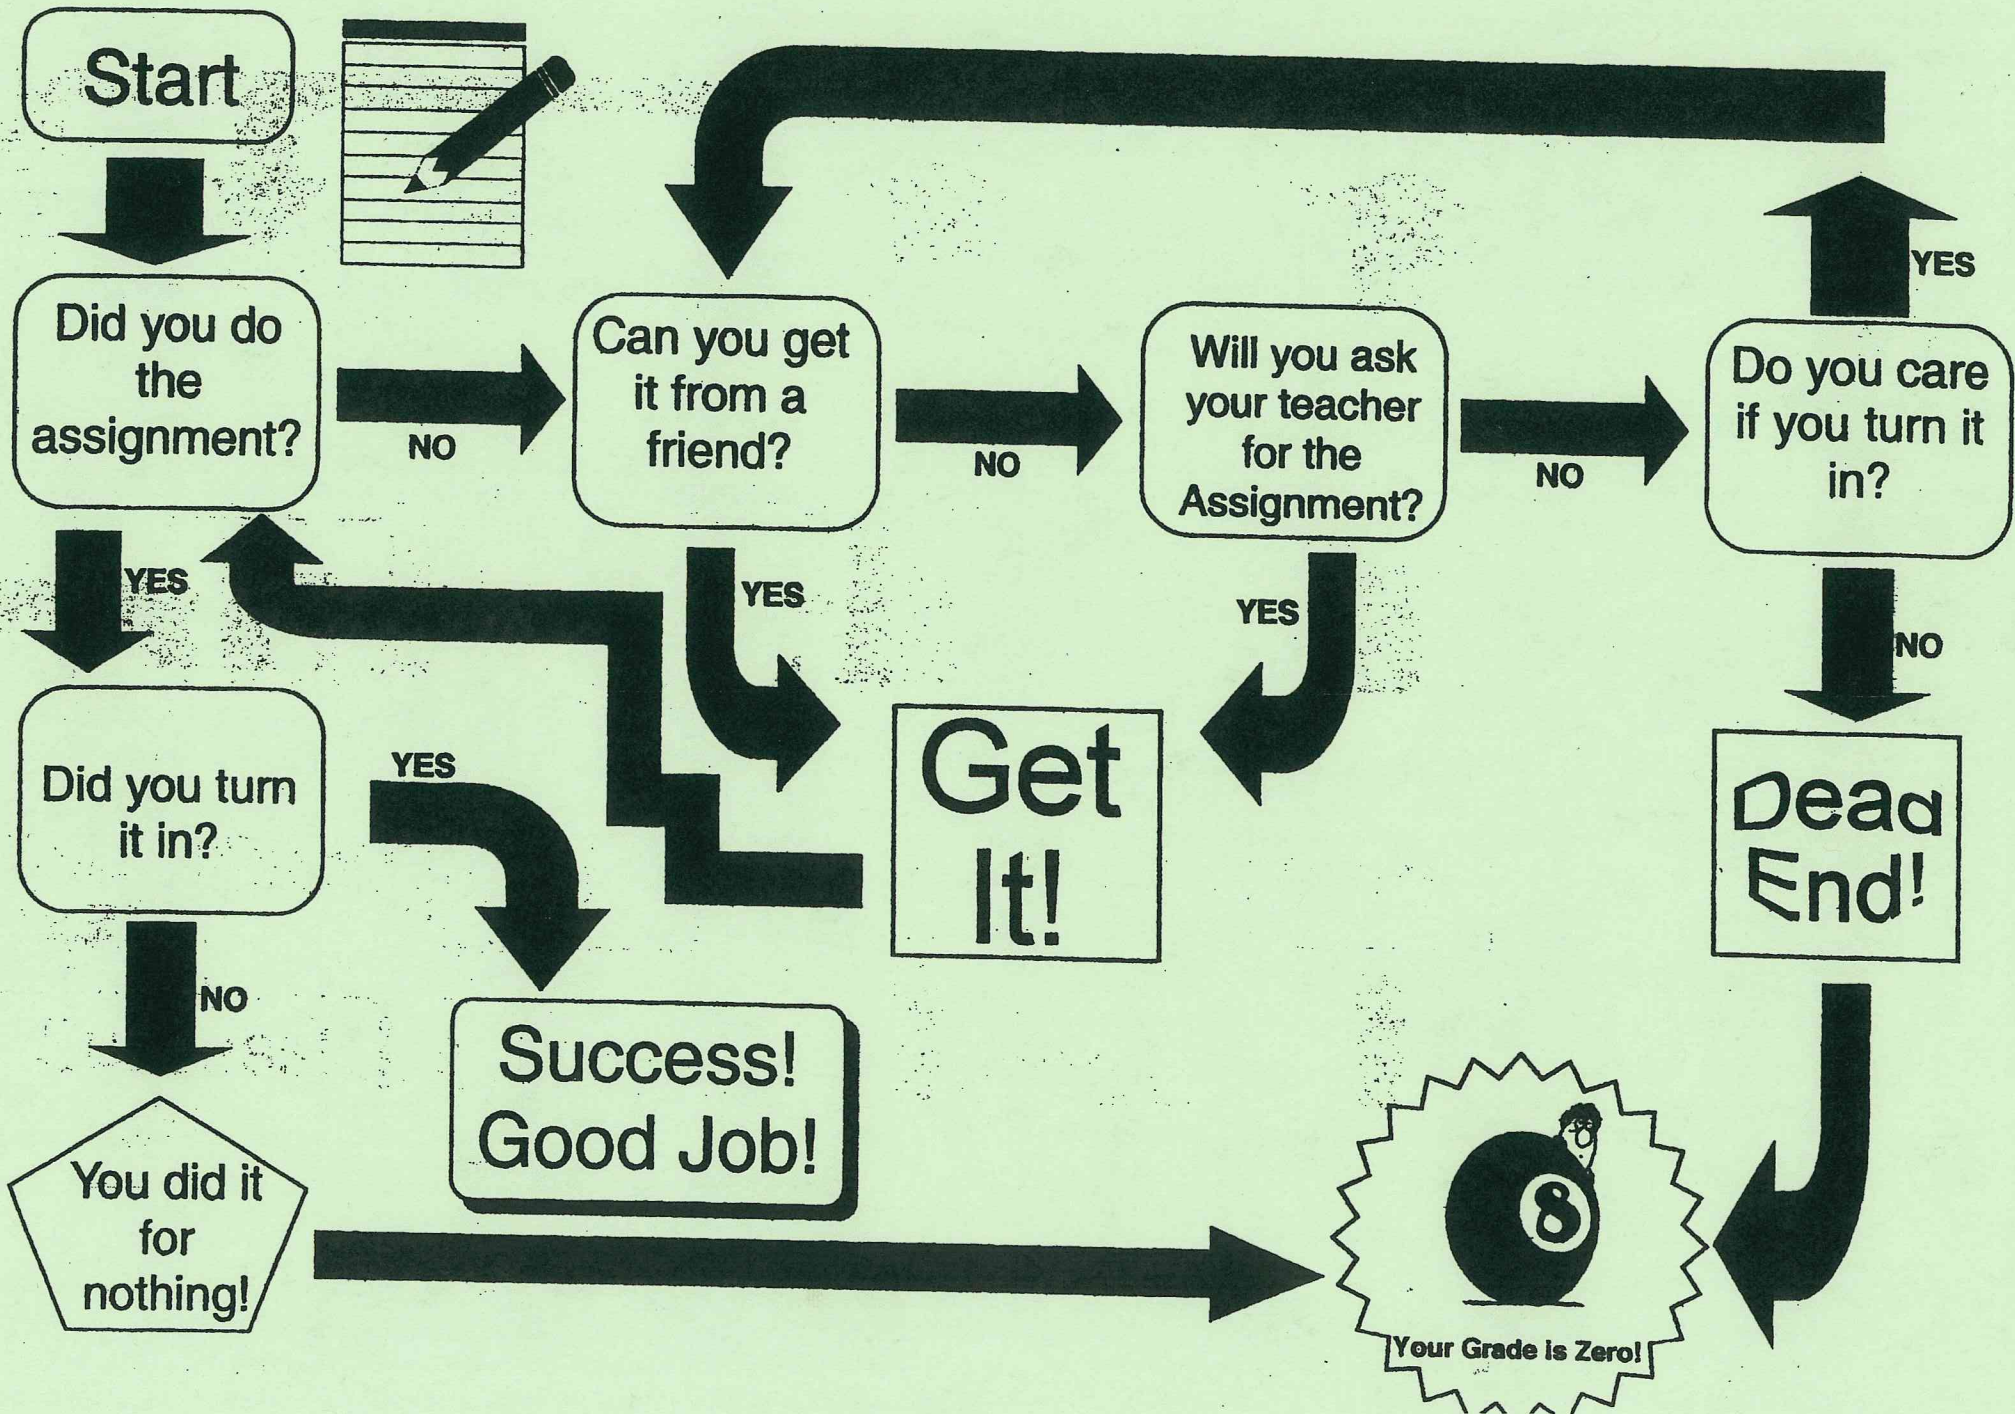 Start
Did you do
the
assignment?
NO
Can you get
it from a
friend?
NO
Will you ask
your teacher
for the
Assignment?
NO
Do you care
if you turn it
in?
YES
YES
YES
YES
NO
Did you turn
it in?
YES
Get
It!
Dead
End!
NO
Success!
Good Job!
You did it
for
nothing!
8
Your Grade is Zero!